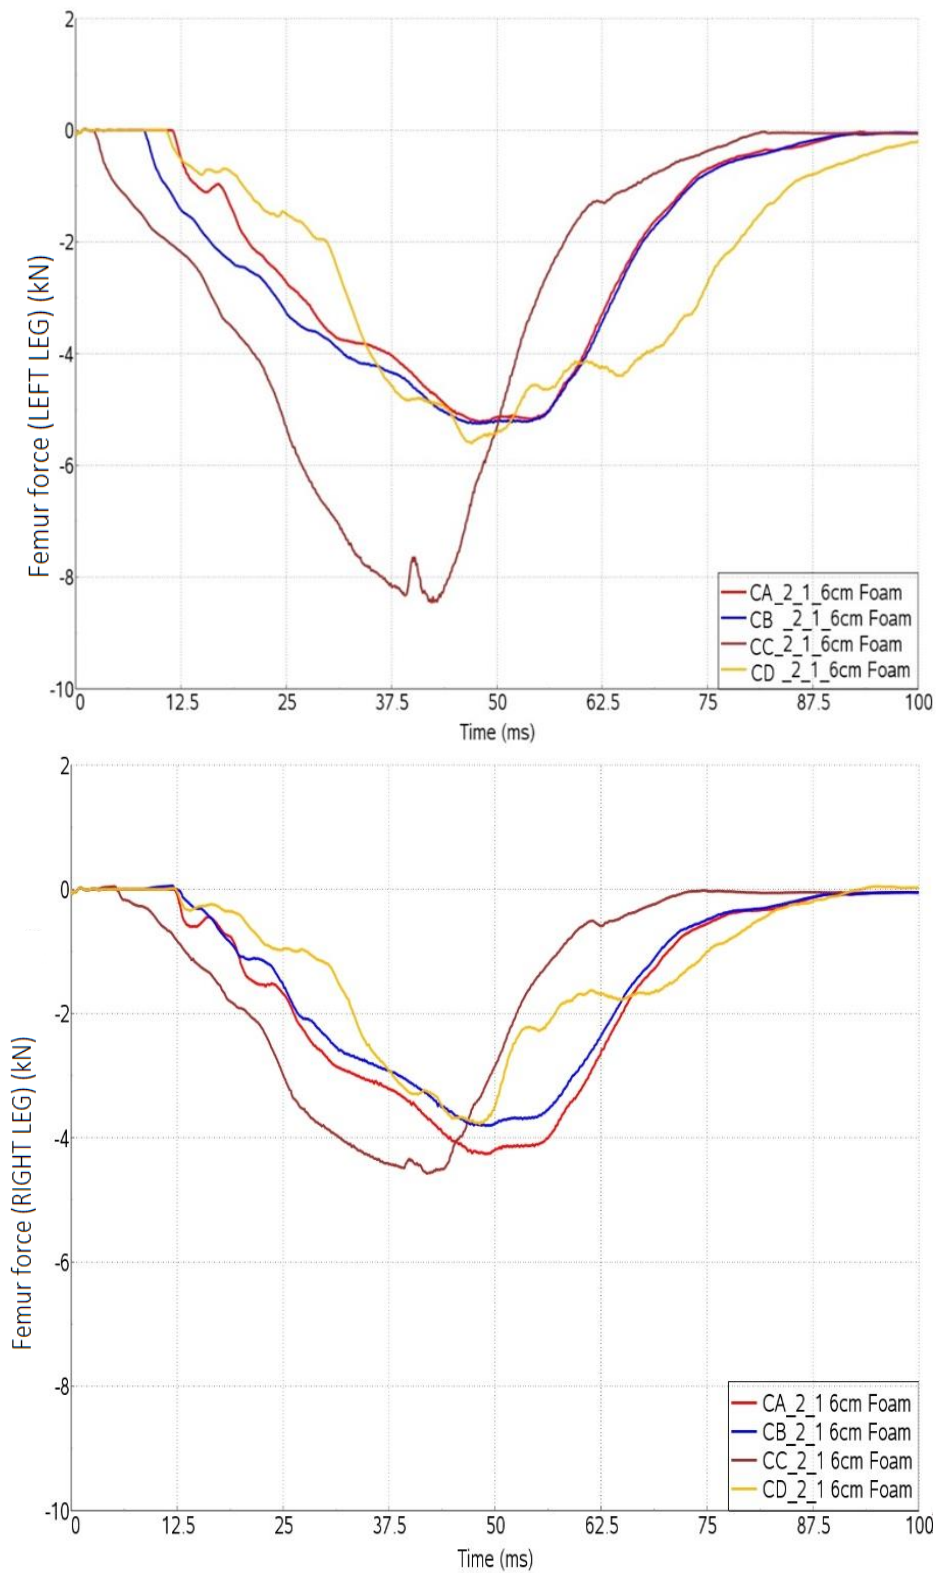 2
0
-2
-4
-6
-8
-10
Femur force (LEFT LEG) (kN)
CA_2_1_6cm Foam
CB _2_1_6cm Foam
CC_2_1_6cm Foam
CD _2_1_6cm Foam
0 12.5 25 37.5 50 62.5 75 87.5 100
Time (ms)
2
0
-2
-4
-6
-8
-10
Femur force (RIGHT LEG) (kN)
CA_2_1 6cm Foam
CB_2_1 6cm Foam
CC_2_1 6cm Foam
CD_2_1 6cm Foam
0 12.5 25 37.5 50 62.5 75 87.5 100
Time (ms)